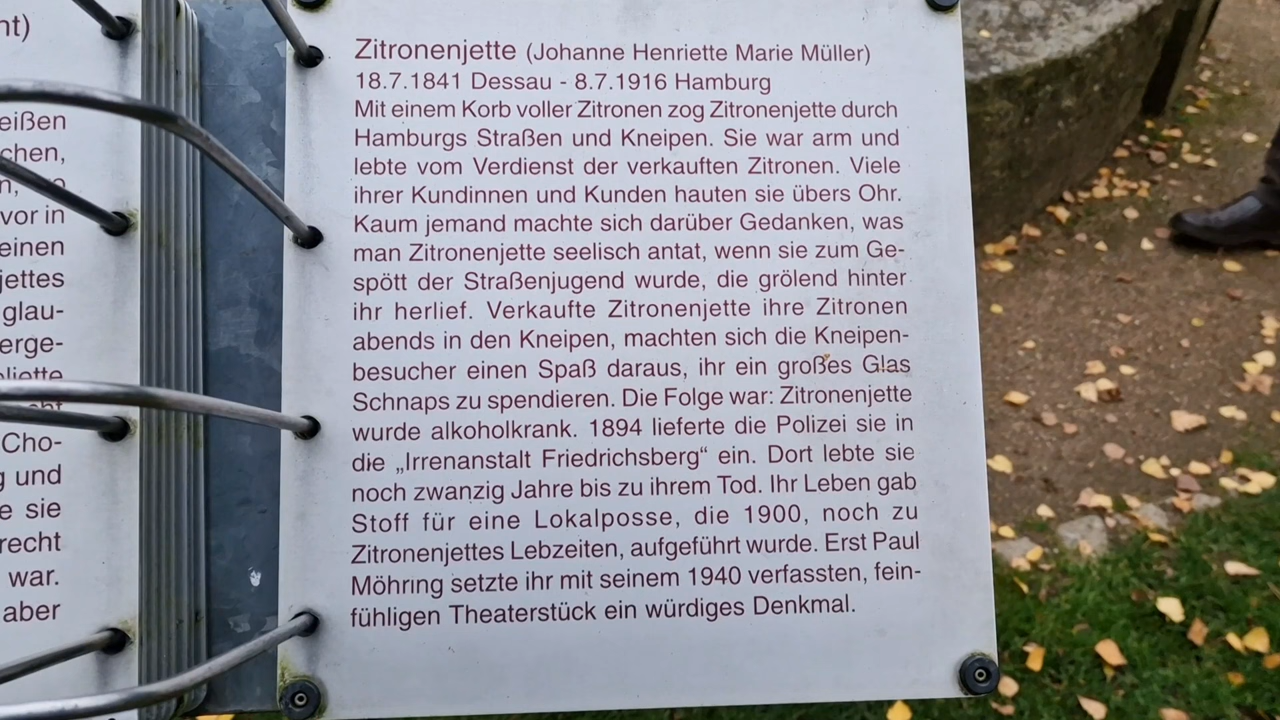 nt)
eißen
chen,
vor in
einen
jettes
glau-
erge-
Cho-
g und
e sie
recht
war.
aber
Zitronenjette (Johanne Henriette Marie Müller)
18.7.1841 Dessau - 8.7.1916 Hamburg
Mit einem Korb voller Zitronen zog Zitronenjette durch
Hamburgs Straßen und Kneipen. Sie war arm und
lebte vom Verdienst der verkauften Zitronen. Viele
ihrer Kundinnen und Kunden hauten sie übers Ohr.
Kaum jemand machte sich darüber Gedanken, was
man Zitronenjette seelisch antat, wenn sie zum Ge-
spött der Straßenjugend wurde, die grölend hinter
ihr herlief. Verkaufte Zitronenjette ihre Zitronen
abends in den Kneipen, machten sich die Kneipen-
besucher einen Spaß daraus, ihr ein großes Glas
Schnaps zu spendieren. Die Folge war: Zitronenjette
wurde alkoholkrank. 1894 lieferte die Polizei sie in
die „Irrenanstalt Friedrichsberg“ ein. Dort lebte sie
noch zwanzig Jahre bis zu ihrem Tod. Ihr Leben gab
Stoff für eine Lokalposse, die 1900, noch zu
Zitronenjettes Lebzeiten, aufgeführt wurde. Erst Paul
Möhring setzte ihr mit seinem 1940 verfassten, fein-
fühligen Theaterstück ein würdiges Denkmal.